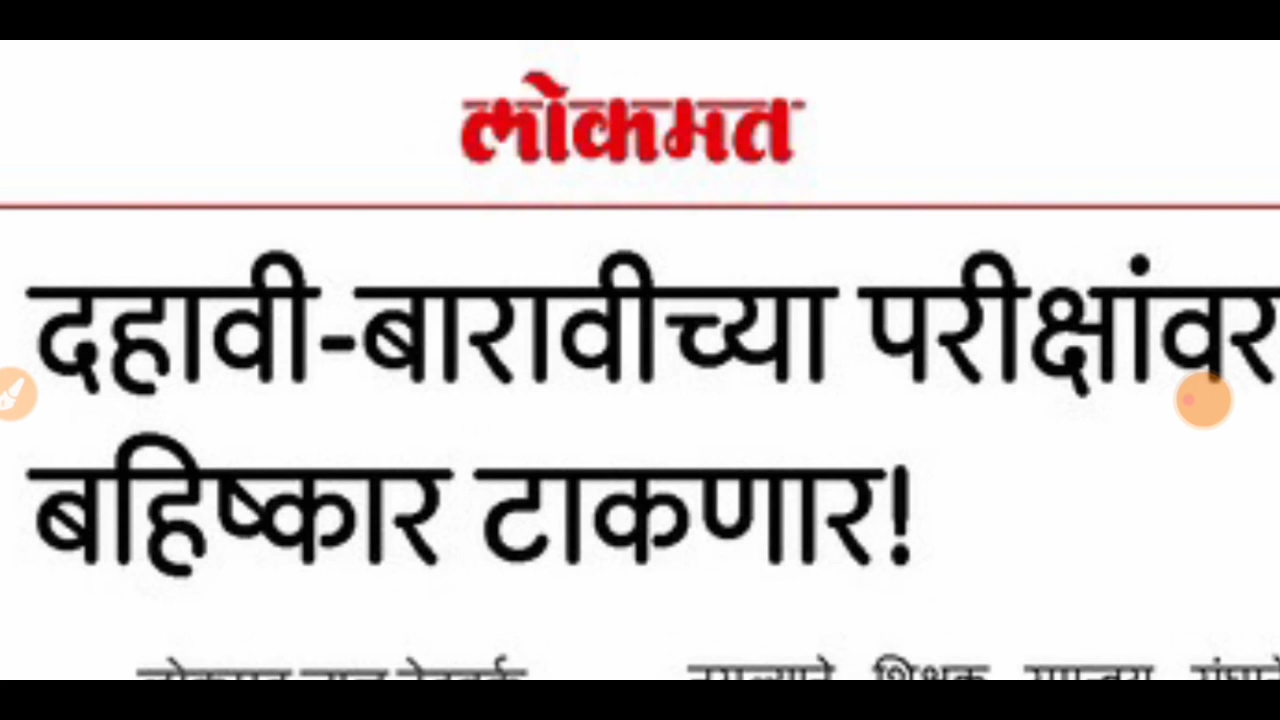 लोकमत
दहावी-बारावीच्या परीक्षांवर
बहिष्कार टाकणार!